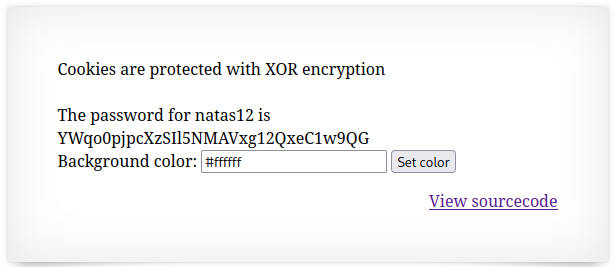 Cookies are protected with XOR encryption
The password for natas12 is
YWqo0pjpcXzSIl5NMAVxg12QxeC1w9QG
Background color: #ffffff Set color
View sourcecode